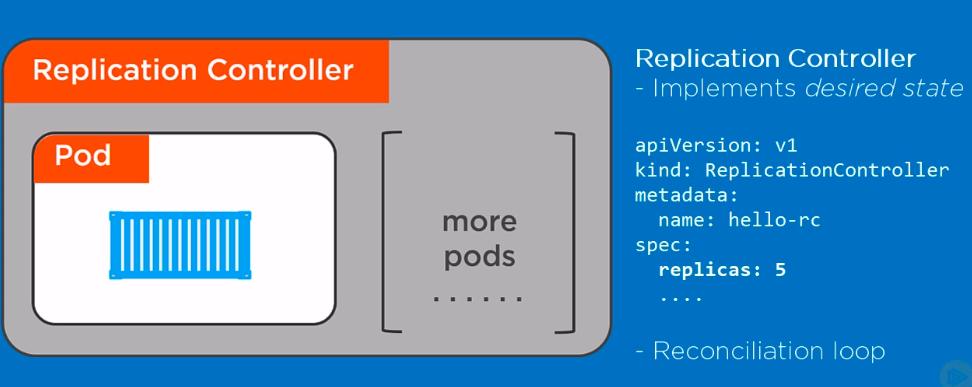 Replication Controller
Pod
more
pods
......
Replication Controller
- Implements desired state
apiVersion: v1
kind: ReplicationController
metadata:
  name: hello-rc
spec:
  replicas: 5
  ....
- Reconciliation loop